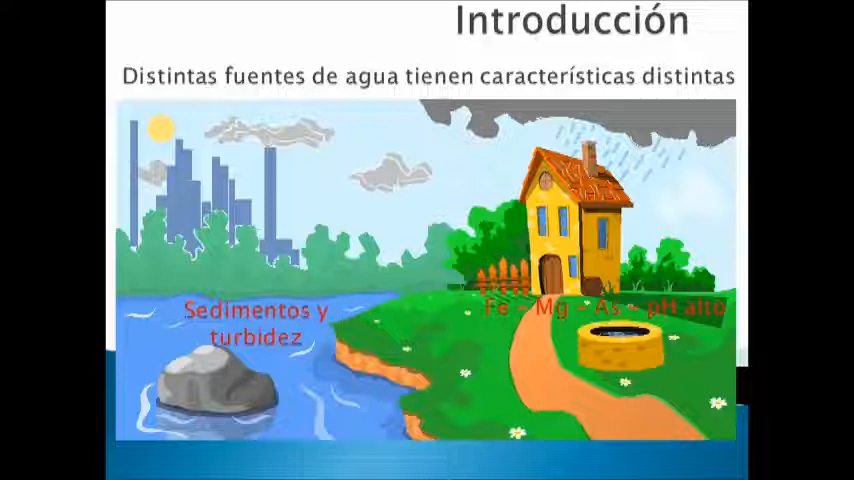 Introducción
Distintas fuentes de agua tienen características distintas
Sedimentos y
turbidez
Fe - Mg - As - pH alto